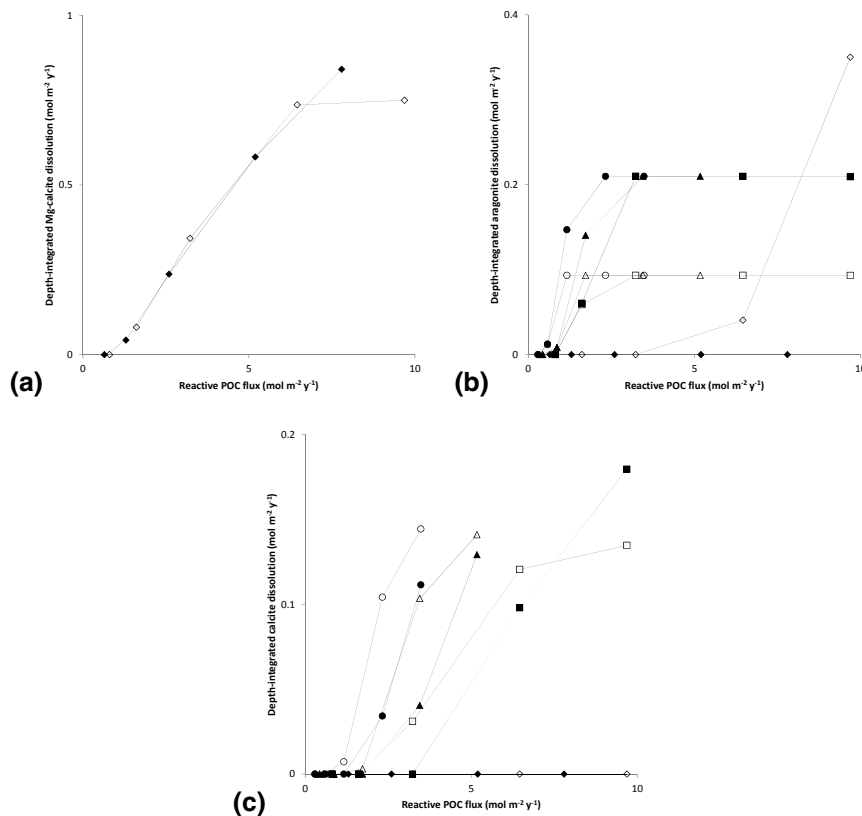 1
Depth-integrated Mg-calcite dissolution (mol m⁻² y⁻¹)
0.5
0
0
5
10
Reactive POC flux (mol m⁻² y⁻¹)
(a)
0.4
Depth-integrated aragonite dissolution (mol m⁻² y⁻¹)
0.2
0
0
5
10
Reactive POC flux (mol m⁻² y⁻¹)
(b)
0.2
Depth-integrated calcite dissolution (mol m⁻² y⁻¹)
0.1
0
0
5
10
Reactive POC flux (mol m⁻² y⁻¹)
(c)